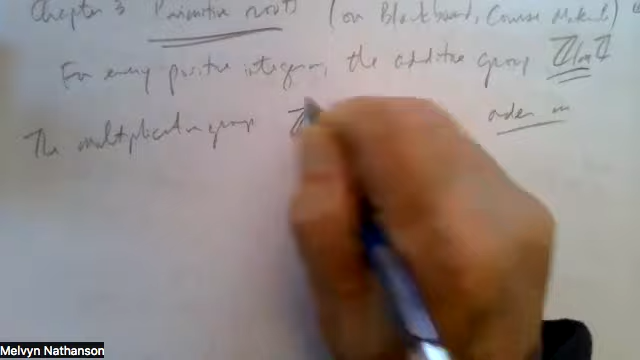 Chapter 3 Primitive roots (on Blackboard, Course Materials)
For every positive integer m, the additive group ℤ/mℤ
order m
The multiplicative group
Melvyn Nathanson